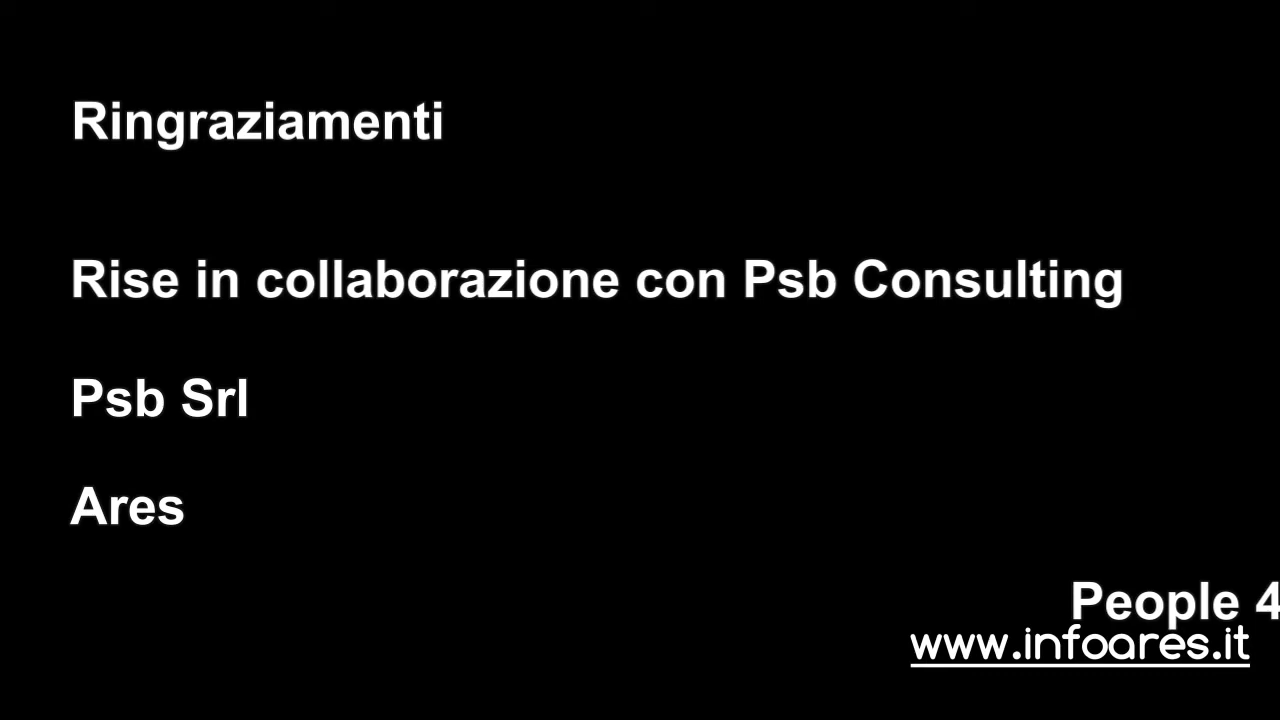 Ringraziamenti
Rise in collaborazione con Psb Consulting
Psb Srl
Ares
People 4
www.infoares.it